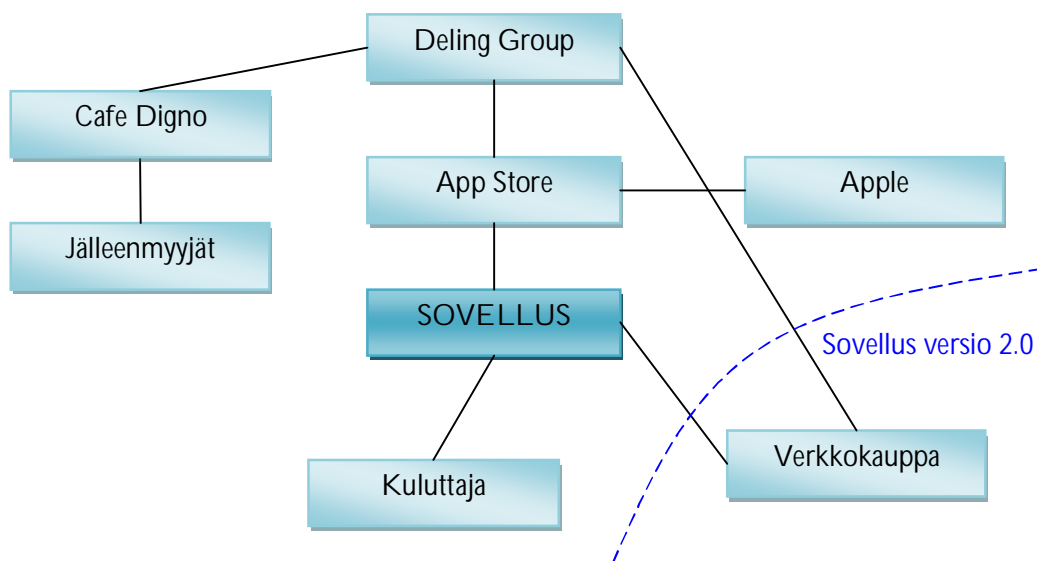 Deling Group
Cafe Digno
App Store
Apple
Jälleenmyyjät
SOVELLUS
Sovellus versio 2.0
Verkkokauppa
Kuluttaja